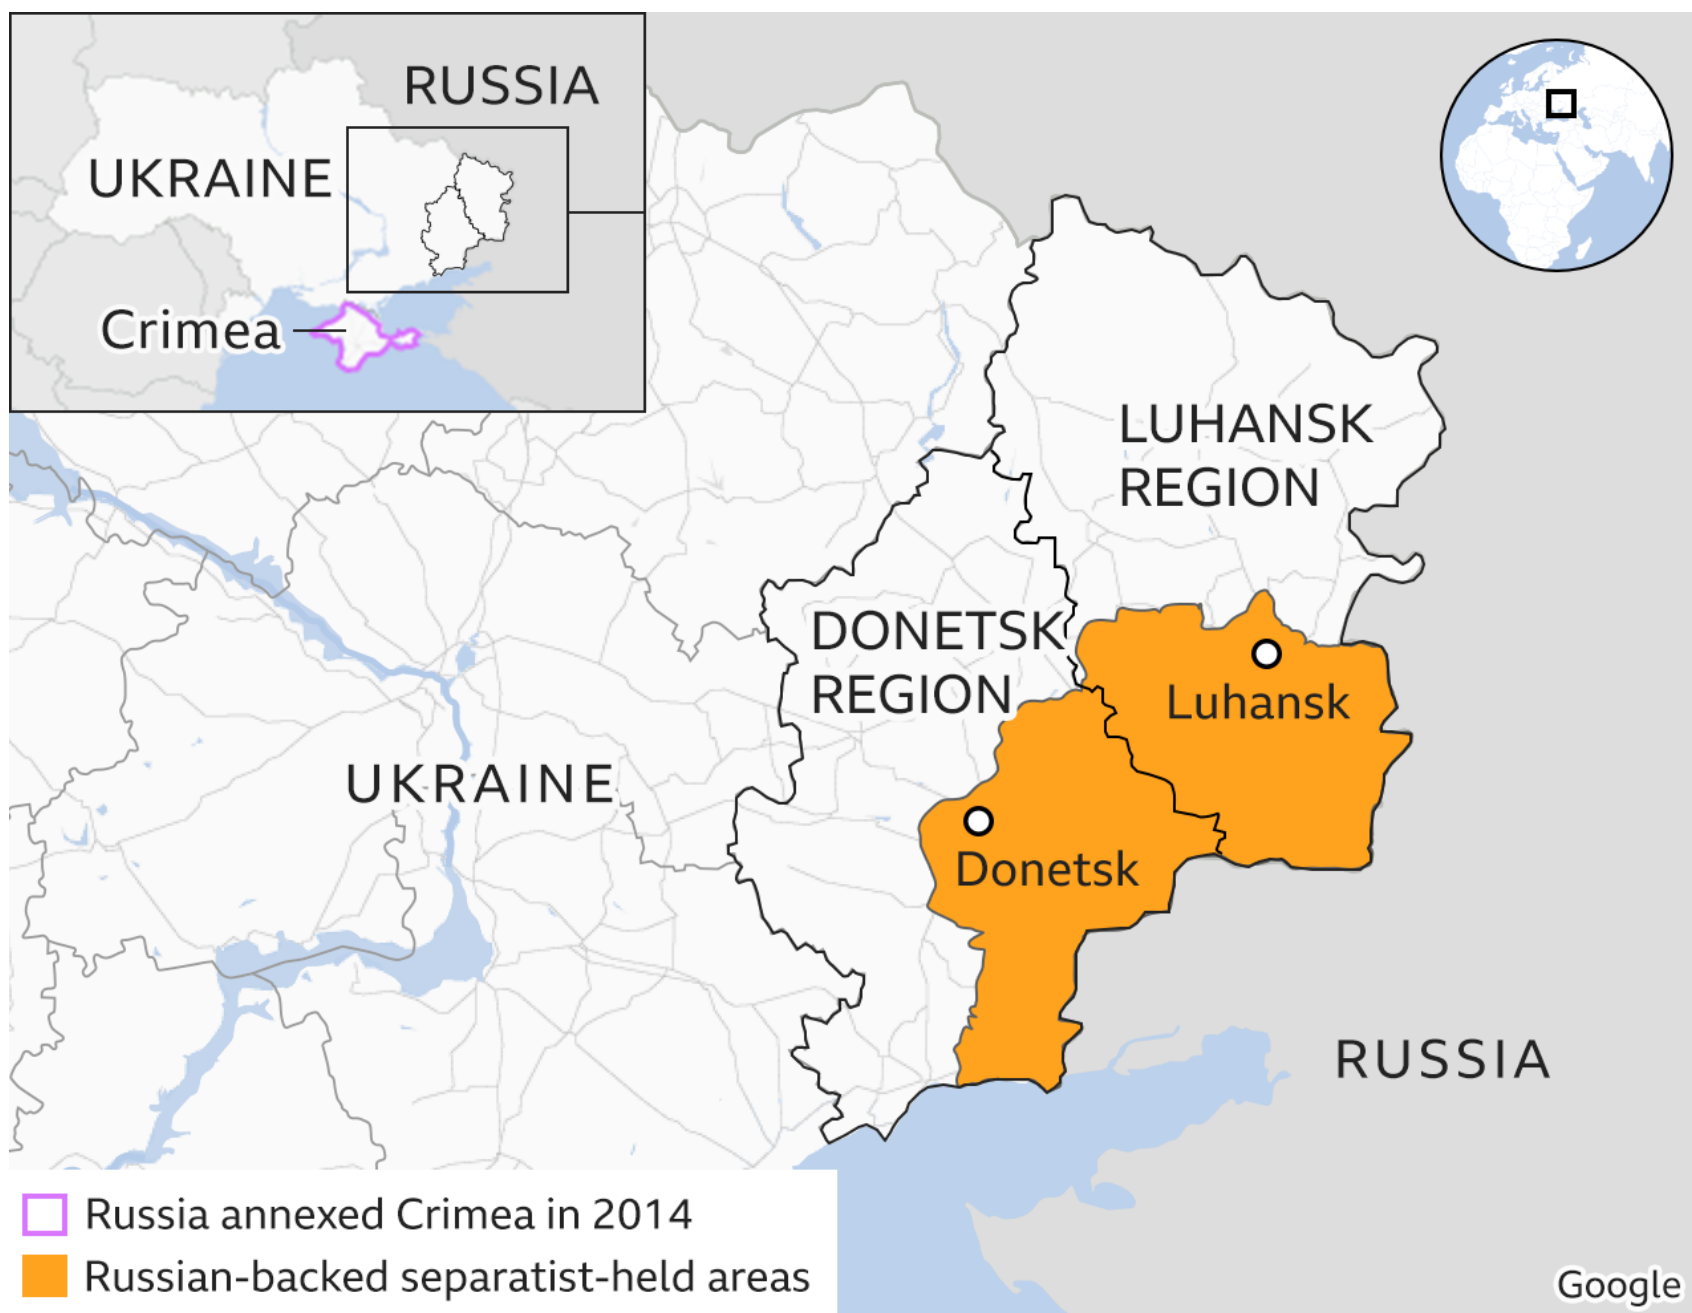 RUSSIA
UKRAINE
Crimea
LUHANSK
REGION
DONETSK
REGION
Luhansk
UKRAINE
Donetsk
RUSSIA
Russia annexed Crimea in 2014
Russian-backed separatist-held areas
Google